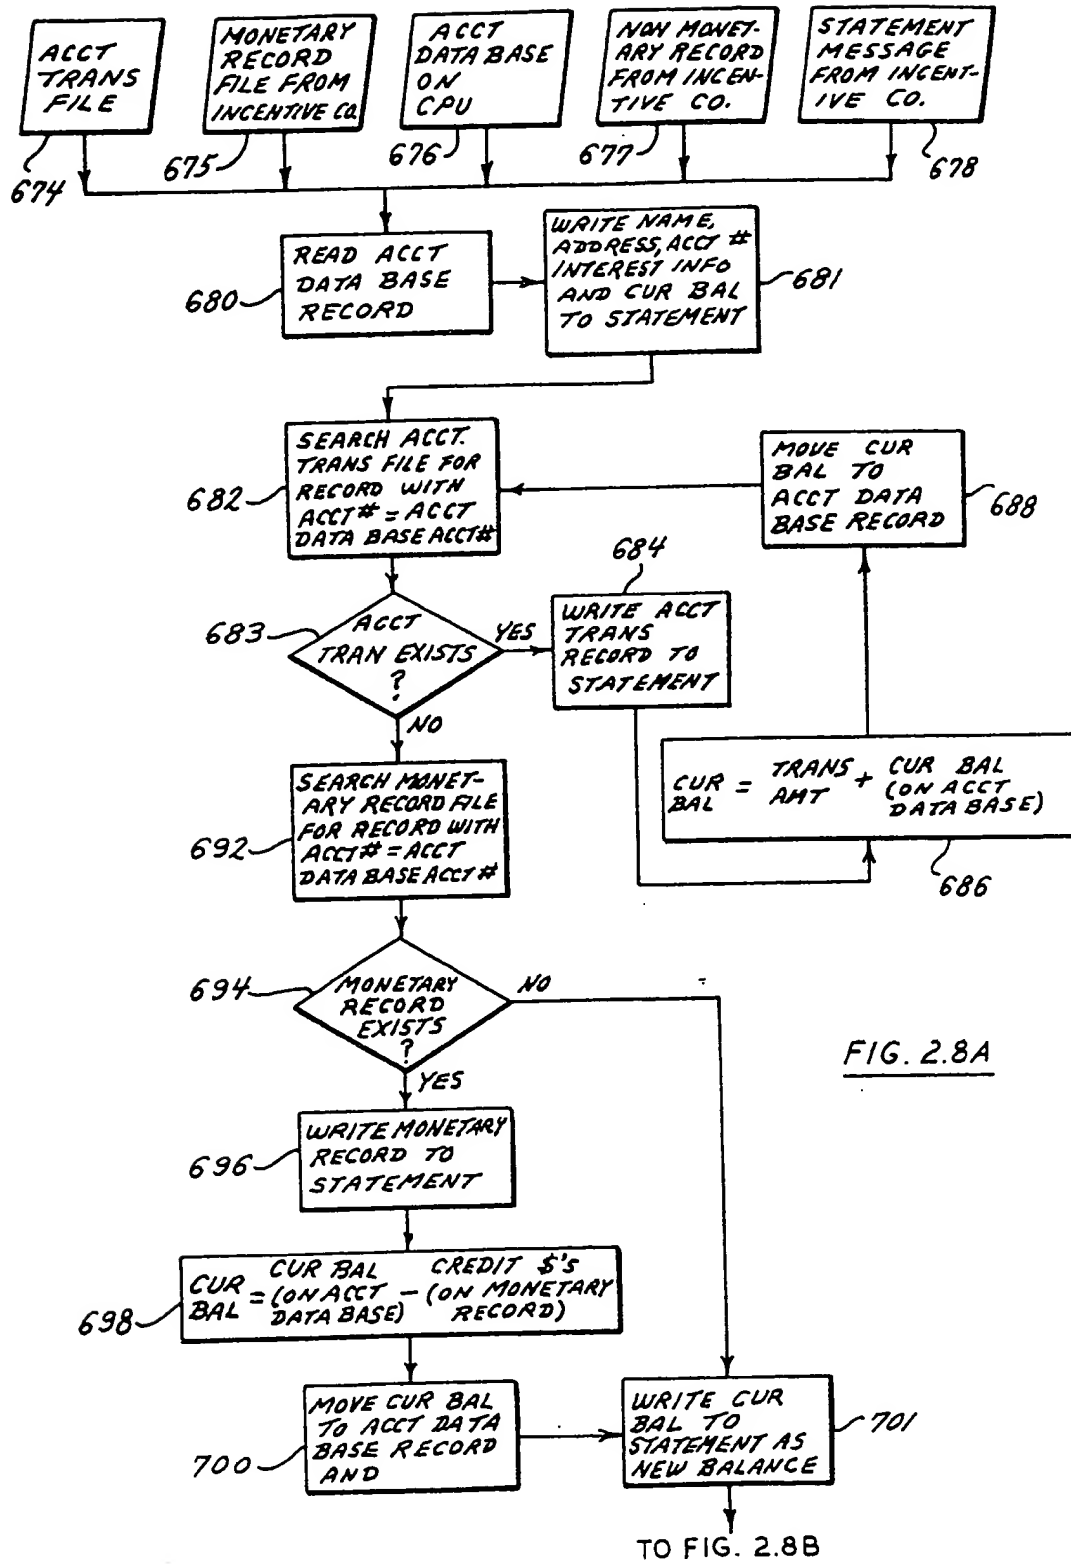 ACCT
TRANS
FILE
674
MONETARY
RECORD
FILE FROM
INCENTIVE CO.
675
ACCT
DATA BASE
ON
CPU
676
NON MONET-
ARY RECORD
FROM INCEN-
TIVE CO.
677
STATEMENT
MESSAGE
FROM INCENT-
IVE CO.
678
READ ACCT
DATA BASE
RECORD
680
WRITE NAME,
ADDRESS, ACCT #
INTEREST INFO
AND CUR BAL
TO STATEMENT
681
SEARCH ACCT.
TRANS FILE FOR
RECORD WITH
ACCT# = ACCT
DATA BASE ACCT#
682
MOVE CUR
BAL TO
ACCT DATA
BASE RECORD
688
ACCT
TRAN EXISTS
?
683
YES
NO
WRITE ACCT
TRANS
RECORD TO
STATEMENT
684
CUR BAL = TRANS AMT + CUR BAL (ON ACCT DATA BASE)
686
SEARCH MONET-
ARY RECORD FILE
FOR RECORD WITH
ACCT# = ACCT
DATA BASE ACCT#
692
MONETARY
RECORD
EXISTS
?
694
NO
YES
FIG. 2.8A
WRITE MONETARY
RECORD TO
STATEMENT
696
CUR BAL = CUR BAL (ON ACCT DATA BASE) - CREDIT $'S (ON MONETARY RECORD)
698
MOVE CUR BAL
TO ACCT DATA
BASE RECORD
AND
700
WRITE CUR
BAL TO
STATEMENT AS
NEW BALANCE
701
TO FIG. 2.8B